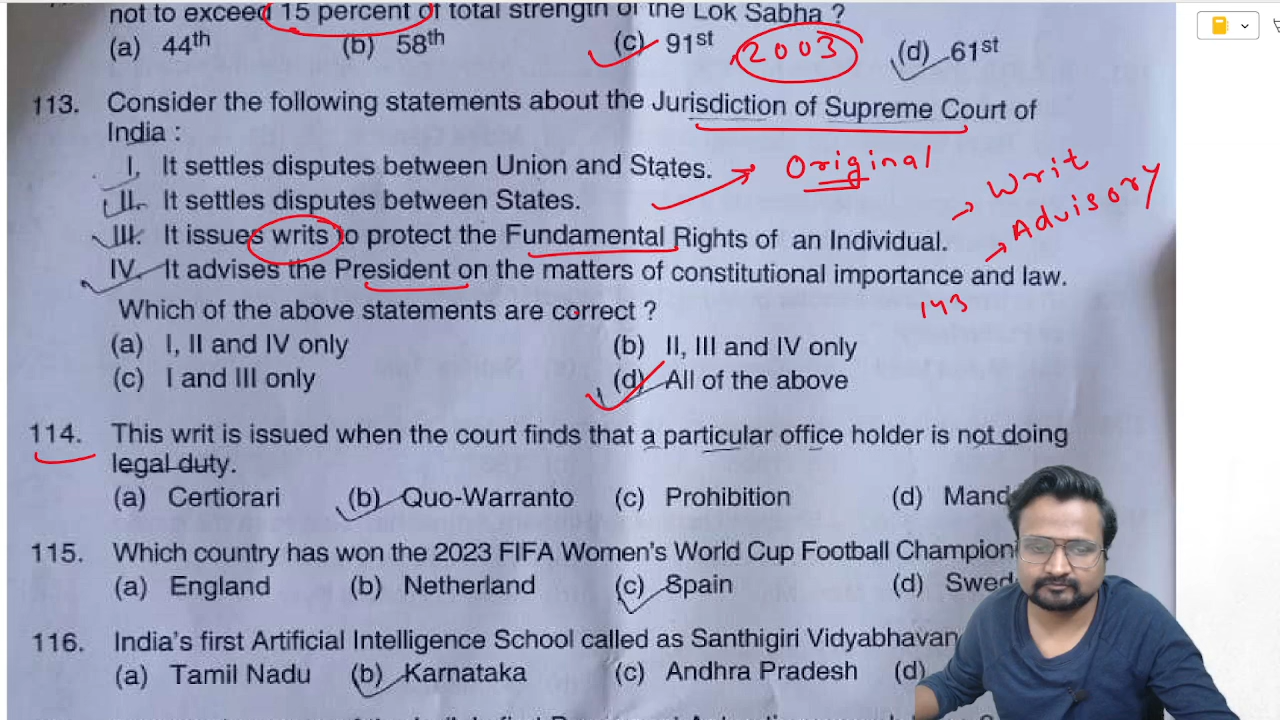 not to exceed 15 percent of total strength of the Lok Sabha ?
(a) 44th (b) 58th (c) 91st 2003 (d) 61st
113. Consider the following statements about the Jurisdiction of Supreme Court of
India :
I. It settles disputes between Union and States. → Original
II. It settles disputes between States.
III. It issues writs to protect the Fundamental Rights of an Individual. → Writ
IV. It advises the President on the matters of constitutional importance and law. → Advisory
143
Which of the above statements are correct ?
(a) I, II and IV only (b) II, III and IV only
(c) I and III only (d) All of the above
114. This writ is issued when the court finds that a particular office holder is not doing
legal duty.
(a) Certiorari (b) Quo-Warranto (c) Prohibition (d) Mand
115. Which country has won the 2023 FIFA Women's World Cup Football Champion
(a) England (b) Netherland (c) Spain (d) Swed
116. India's first Artificial Intelligence School called as Santhigiri Vidyabhavan
(a) Tamil Nadu (b) Karnataka (c) Andhra Pradesh (d)